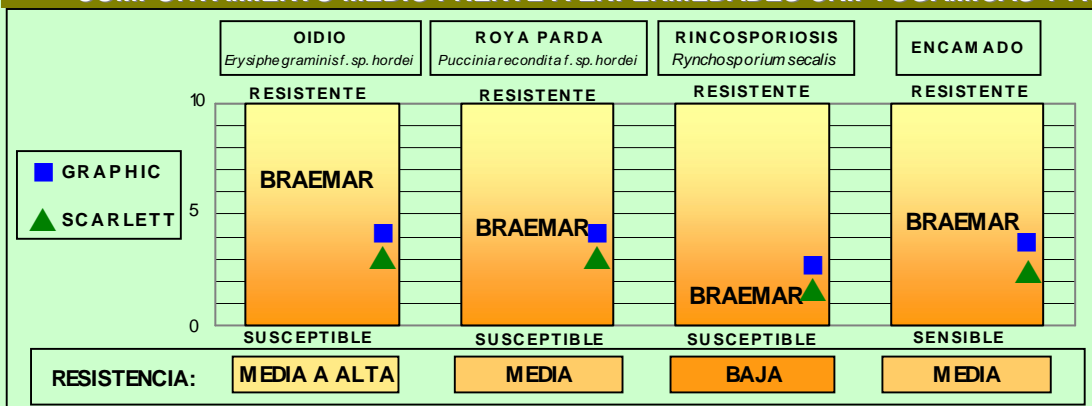 OIDIO
Erysiphe graminis f. sp. hordei
ROYA PARDA
Puccinia recondita f. sp. hordei
RINCOSPORIOSIS
Rynchosporium secalis
ENCAMADO
RESISTENTE RESISTENTE RESISTENTE RESISTENTE
10
GRAPHIC
SCARLETT
5
0
BRAEMAR
BRAEMAR
BRAEMAR
BRAEMAR
SUSCEPTIBLE SUSCEPTIBLE SUSCEPTIBLE SENSIBLE
RESISTENCIA: MEDIA A ALTA MEDIA BAJA MEDIA